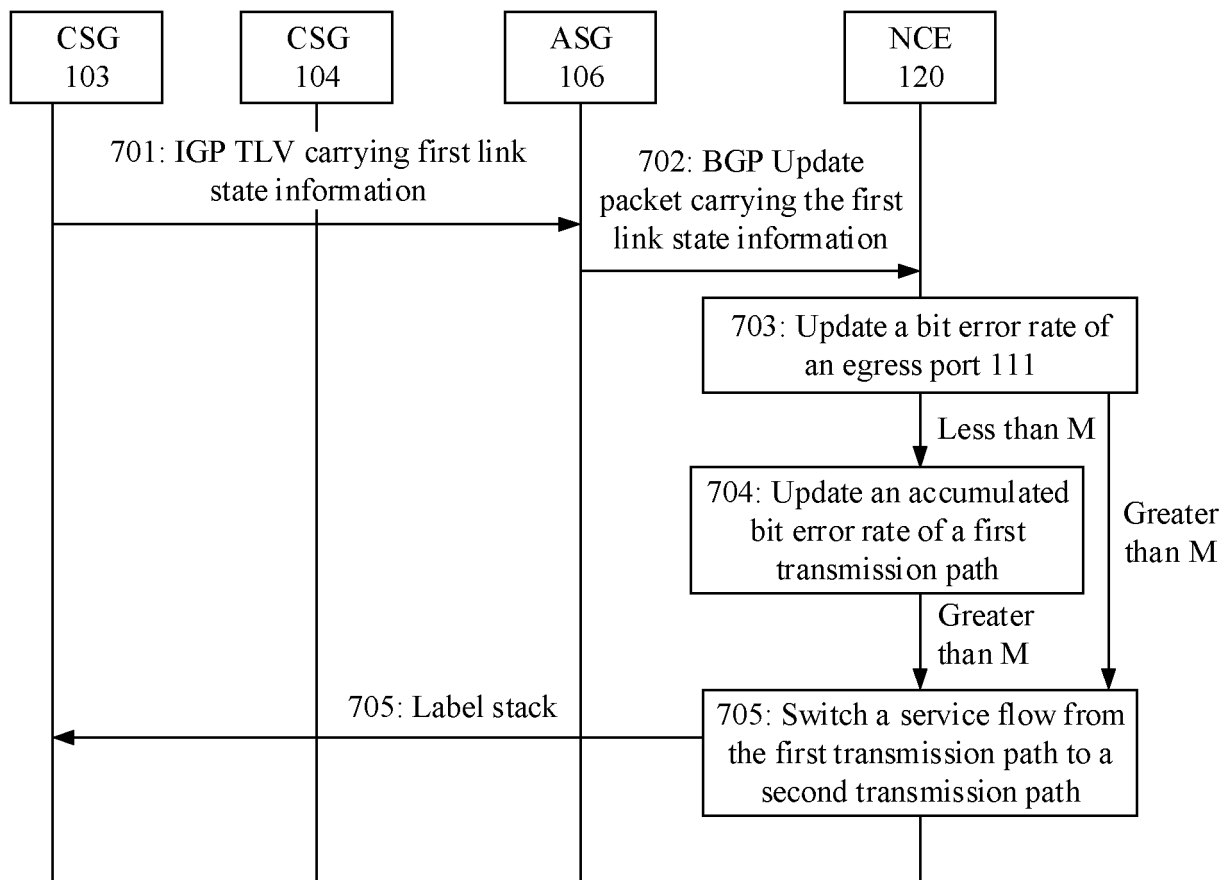 CSG
103
CSG
104
ASG
106
NCE
120
701: IGP TLV carrying first link
state information
702: BGP Update
packet carrying the first
link state information
703: Update a bit error rate of
an egress port 111
Less than M
704: Update an accumulated
bit error rate of a first
transmission path
Greater
than M
Greater
than M
705: Label stack
705: Switch a service flow from
the first transmission path to a
second transmission path